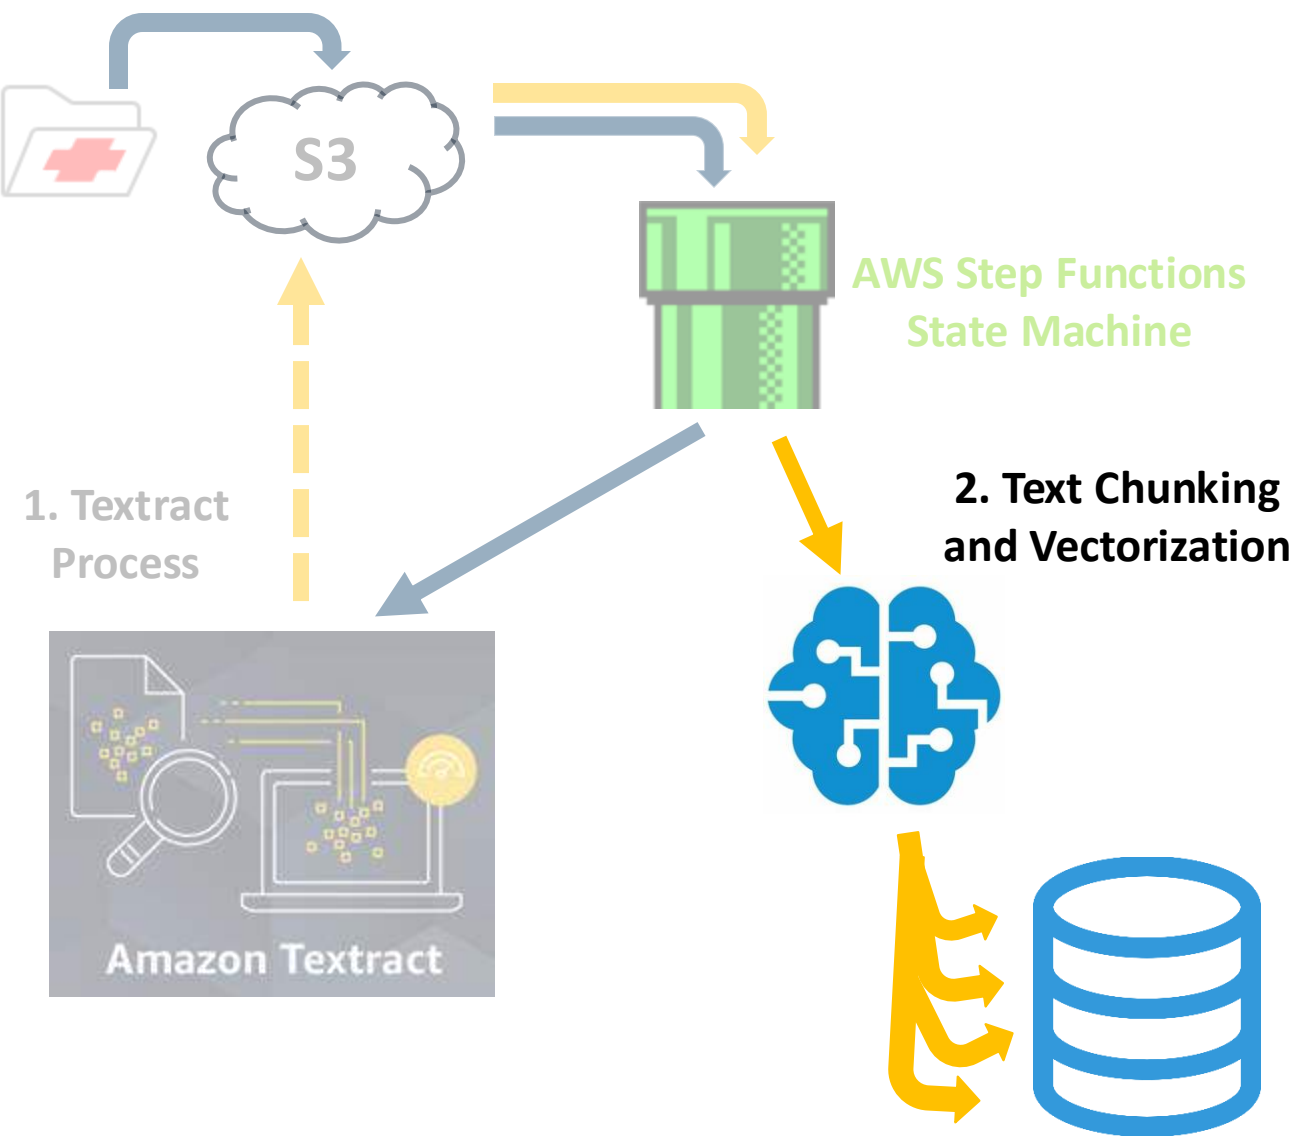 S3
AWS Step Functions
State Machine
1. Textract
Process
2. Text Chunking
and Vectorization
Amazon Textract